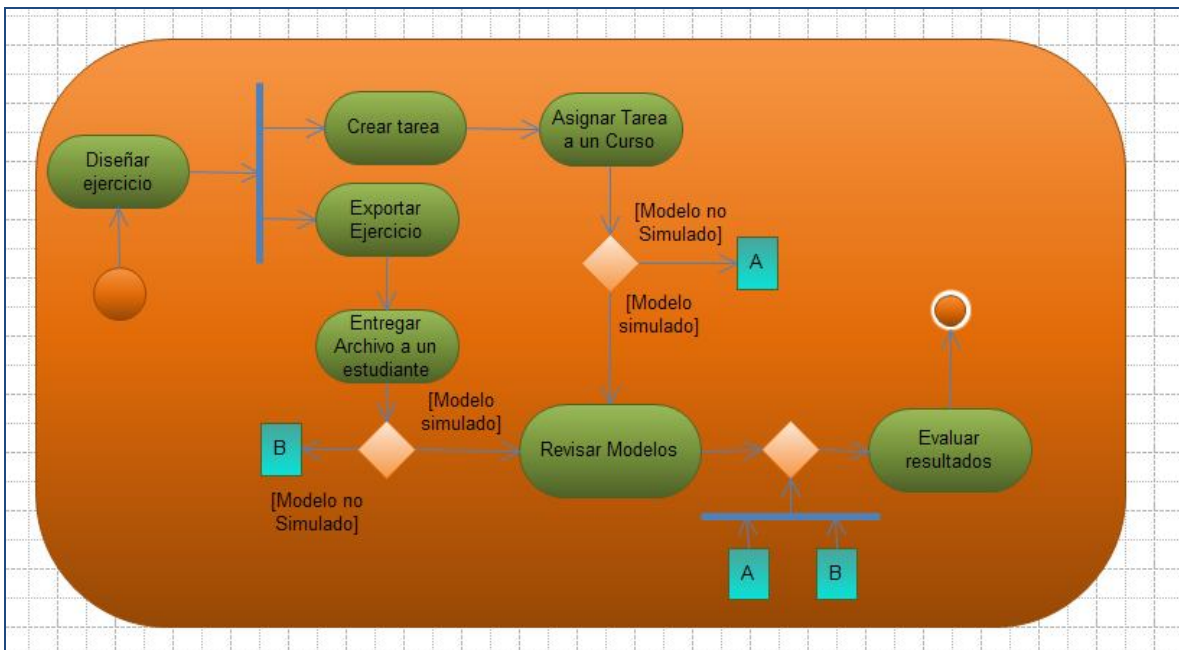 Diseñar
ejercicio
Crear tarea
Asignar Tarea
a un Curso
Exportar
Ejercicio
[Modelo no
Simulado]
A
[Modelo
simulado]
Entregar
Archivo a un
estudiante
[Modelo
simulado]
B
[Modelo no
Simulado]
Revisar Modelos
Evaluar
resultados
A
B